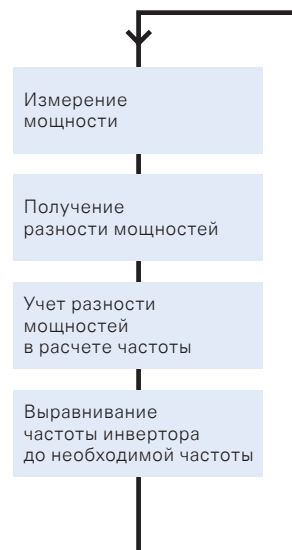 Измерение
мощности
Получение
разности мощностей
Учет разности
мощностей
в расчете частоты
Выравнивание
частоты инвертора
до необходимой частоты